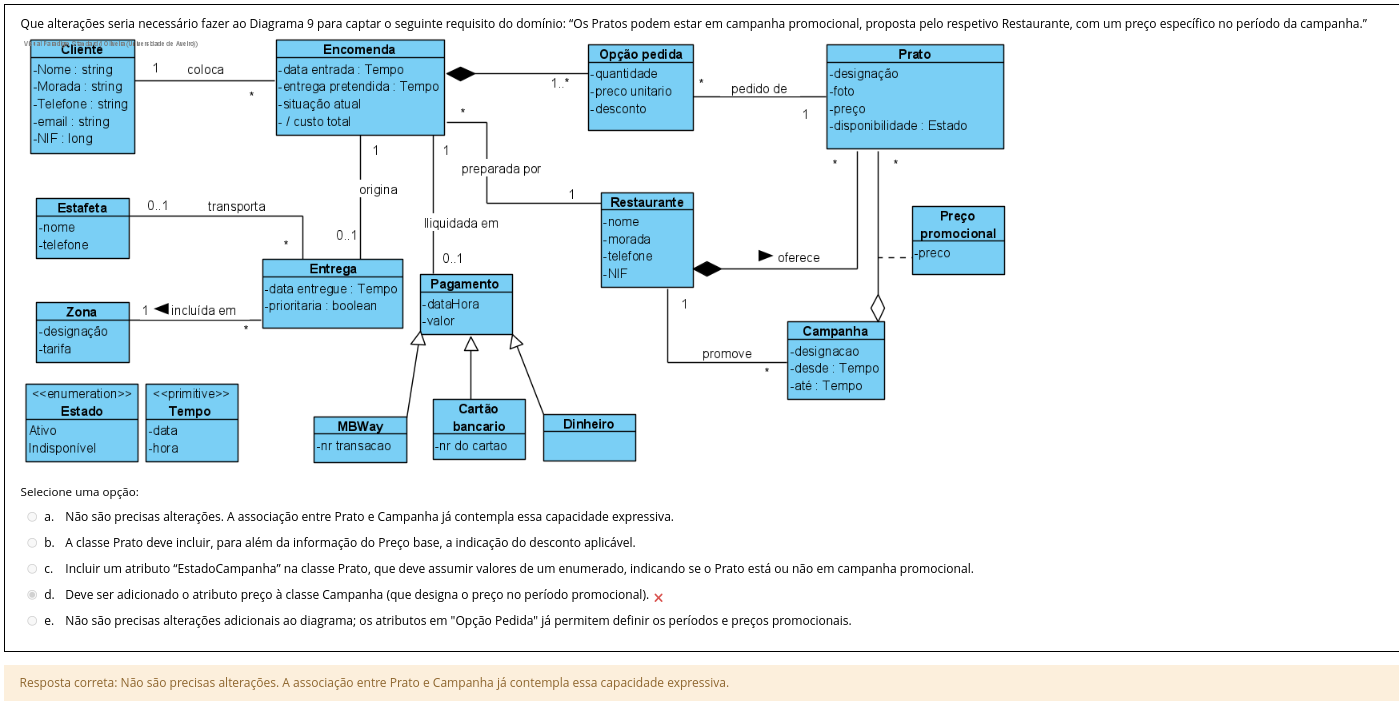 Que alterações seria necessário fazer ao Diagrama 9 para captar o seguinte requisito do domínio: “Os Pratos podem estar em campanha promocional, proposta pelo respetivo Restaurante, com um preço específico no período da campanha.”
Cliente
-Nome : string
-Morada : string
-Telefone : string
-email : string
-NIF : long
1
coloca
*
Encomenda
-data entrada : Tempo
-entrega pretendida : Tempo
-situação atual
- / custo total
1..*
Opção pedida
-quantidade
-preco unitario
-desconto
*
pedido de
1
Prato
-designação
-foto
-preço
-disponibilidade : Estado
*
preparada por
1
1
origina
0..1
1
lliquidada em
0..1
*
*
Estafeta
-nome
-telefone
0..1
transporta
*
Restaurante
-nome
-morada
-telefone
-NIF
oferece
Preço
promocional
-preco
Entrega
-data entregue : Tempo
-prioritaria : boolean
Pagamento
-dataHora
-valor
Zona
-designação
-tarifa
1
incluída em
*
1
promove
*
Campanha
-designacao
-desde : Tempo
-até : Tempo
<<enumeration>>
Estado
Ativo
Indisponível
<<primitive>>
Tempo
-data
-hora
MBWay
-nr transacao
Cartão
bancario
-nr do cartao
Dinheiro
Selecione uma opção:
a. Não são precisas alterações. A associação entre Prato e Campanha já contempla essa capacidade expressiva.
b. A classe Prato deve incluir, para além da informação do Preço base, a indicação do desconto aplicável.
c. Incluir um atributo “EstadoCampanha” na classe Prato, que deve assumir valores de um enumerado, indicando se o Prato está ou não em campanha promocional.
d. Deve ser adicionado o atributo preço à classe Campanha (que designa o preço no período promocional).
e. Não são precisas alterações adicionais ao diagrama; os atributos em "Opção Pedida" já permitem definir os períodos e preços promocionais.
Resposta correta: Não são precisas alterações. A associação entre Prato e Campanha já contempla essa capacidade expressiva.